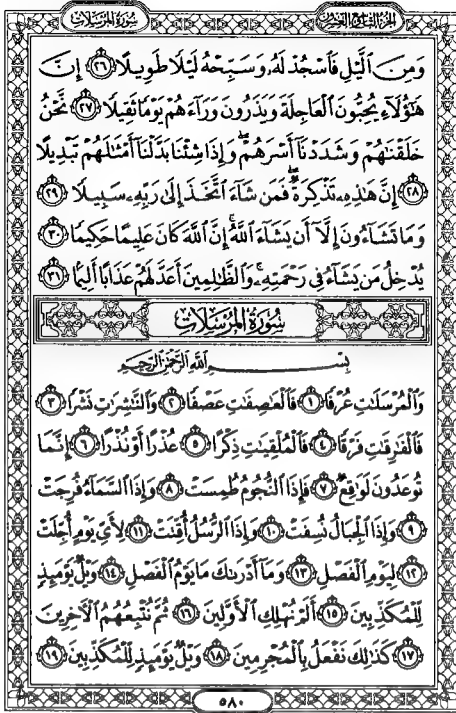 الجزء التاسع والعشرون
سورة المرسلات
وَمِنَ ٱلَّيْلِ فَٱسْجُدْ لَهُۥ وَسَبِّحْهُ لَيْلًا طَوِيلًا ٢٦ إِنَّ
هَٰٓؤُلَآءِ يُحِبُّونَ ٱلْعَاجِلَةَ وَيَذَرُونَ وَرَآءَهُمْ يَوْمًا ثَقِيلًا ٢٧ نَّحْنُ
خَلَقْنَٰهُمْ وَشَدَدْنَآ أَسْرَهُمْ ۖ وَإِذَا شِئْنَا بَدَّلْنَآ أَمْثَٰلَهُمْ تَبْدِيلًا
٢٨ إِنَّ هَٰذِهِۦ تَذْكِرَةٌ ۖ فَمَن شَآءَ ٱتَّخَذَ إِلَىٰ رَبِّهِۦ سَبِيلًا ٢٩
وَمَا تَشَآءُونَ إِلَّآ أَن يَشَآءَ ٱللَّهُ ۚ إِنَّ ٱللَّهَ كَانَ عَلِيمًا حَكِيمًا ٣٠
يُدْخِلُ مَن يَشَآءُ فِى رَحْمَتِهِۦ ۚ وَٱلظَّٰلِمِينَ أَعَدَّ لَهُمْ عَذَابًا أَلِيمًا ٣١
سُورَةُ المُرْسَلَاتِ
بِسْمِ ٱللَّهِ ٱلرَّحْمَٰنِ ٱلرَّحِيمِ
وَٱلْمُرْسَلَٰتِ عُرْفًا ١ فَٱلْعَٰصِفَٰتِ عَصْفًا ٢ وَٱلنَّٰشِرَٰتِ نَشْرًا ٣
فَٱلْفَٰرِقَٰتِ فَرْقًا ٤ فَٱلْمُلْقِيَٰتِ ذِكْرًا ٥ عُذْرًا أَوْ نُذْرًا ٦ إِنَّمَا
تُوعَدُونَ لَوَٰقِعٌ ٧ فَإِذَا ٱلنُّجُومُ طُمِسَتْ ٨ وَإِذَا ٱلسَّمَآءُ فُرِجَتْ
٩ وَإِذَا ٱلْجِبَالُ نُسِفَتْ ١٠ وَإِذَا ٱلرُّسُلُ أُقِّتَتْ ١١ لِأَىِّ يَوْمٍ أُجِّلَتْ
١٢ لِيَوْمِ ٱلْفَصْلِ ١٣ وَمَآ أَدْرَىٰكَ مَا يَوْمُ ٱلْفَصْلِ ١٤ وَيْلٌ يَوْمَئِذٍ
لِّلْمُكَذِّبِينَ ١٥ أَلَمْ نُهْلِكِ ٱلْأَوَّلِينَ ١٦ ثُمَّ نُتْبِعُهُمُ ٱلْآخِرِينَ
١٧ كَذَٰلِكَ نَفْعَلُ بِٱلْمُجْرِمِينَ ١٨ وَيْلٌ يَوْمَئِذٍ لِّلْمُكَذِّبِينَ ١٩
٥٨٠